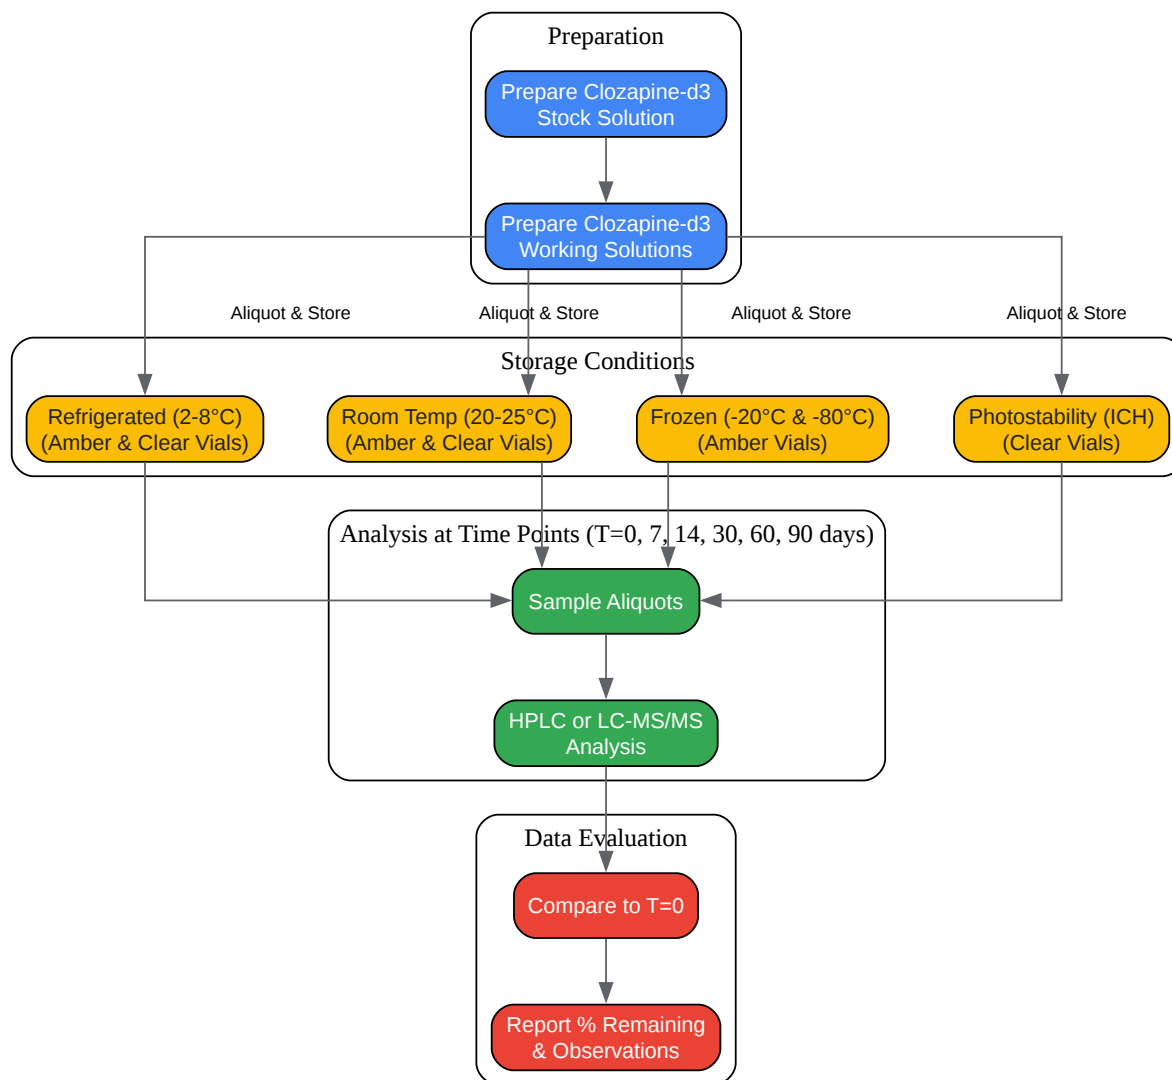 Preparation
Prepare Clozapine-d3
Stock Solution
Prepare Clozapine-d3
Working Solutions
Aliquot & Store
Aliquot & Store
Aliquot & Store
Aliquot & Store
Storage Conditions
Refrigerated (2-8°C)
(Amber & Clear Vials)
Room Temp (20-25°C)
(Amber & Clear Vials)
Frozen (-20°C & -80°C)
(Amber Vials)
Photostability (ICH)
(Clear Vials)
Analysis at Time Points (T=0, 7, 14, 30, 60, 90 days)
Sample Aliquots
HPLC or LC-MS/MS
Analysis
Data Evaluation
Compare to T=0
Report % Remaining
& Observations